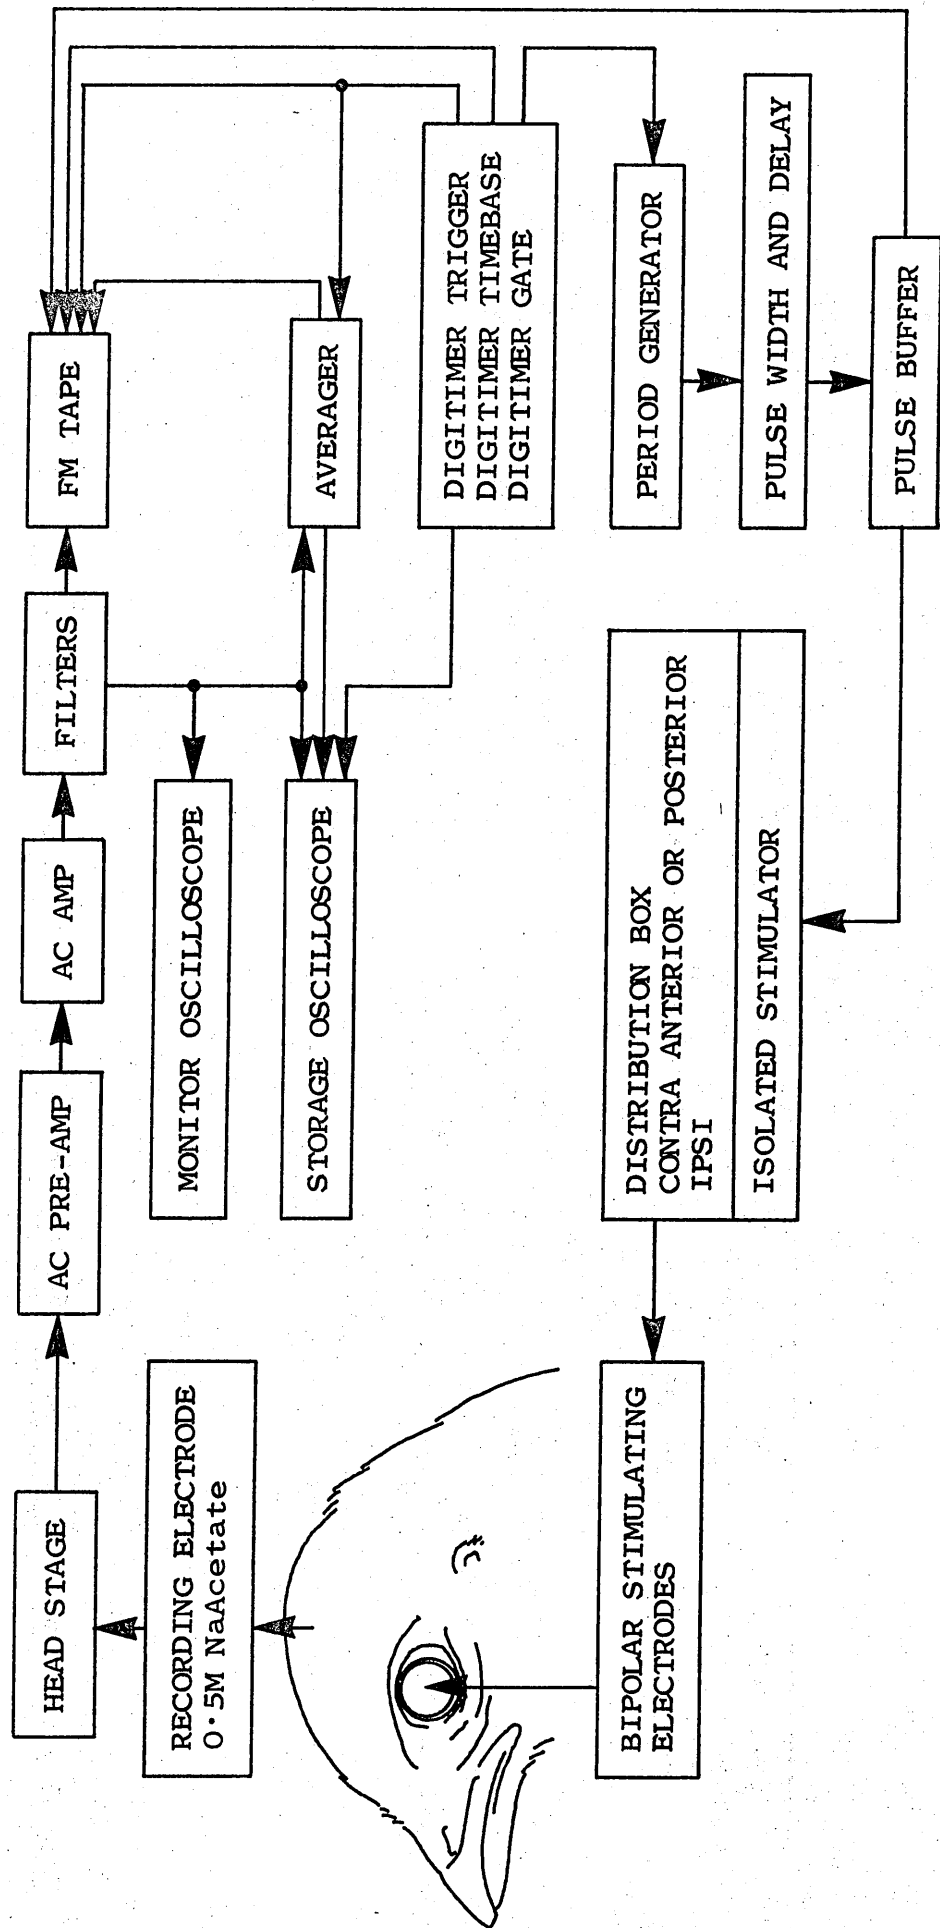 HEAD STAGE
AC PRE-AMP
AC AMP
FILTERS
FM TAPE
RECORDING ELECTRODE
0·5M NaAcetate
MONITOR OSCILLOSCOPE
STORAGE OSCILLOSCOPE
AVERAGER
DIGITIMER TRIGGER
DIGITIMER TIMEBASE
DIGITIMER GATE
BIPOLAR STIMULATING
ELECTRODES
DISTRIBUTION BOX
CONTRA ANTERIOR OR POSTERIOR
IPSI
ISOLATED STIMULATOR
PERIOD GENERATOR
PULSE WIDTH AND DELAY
PULSE BUFFER